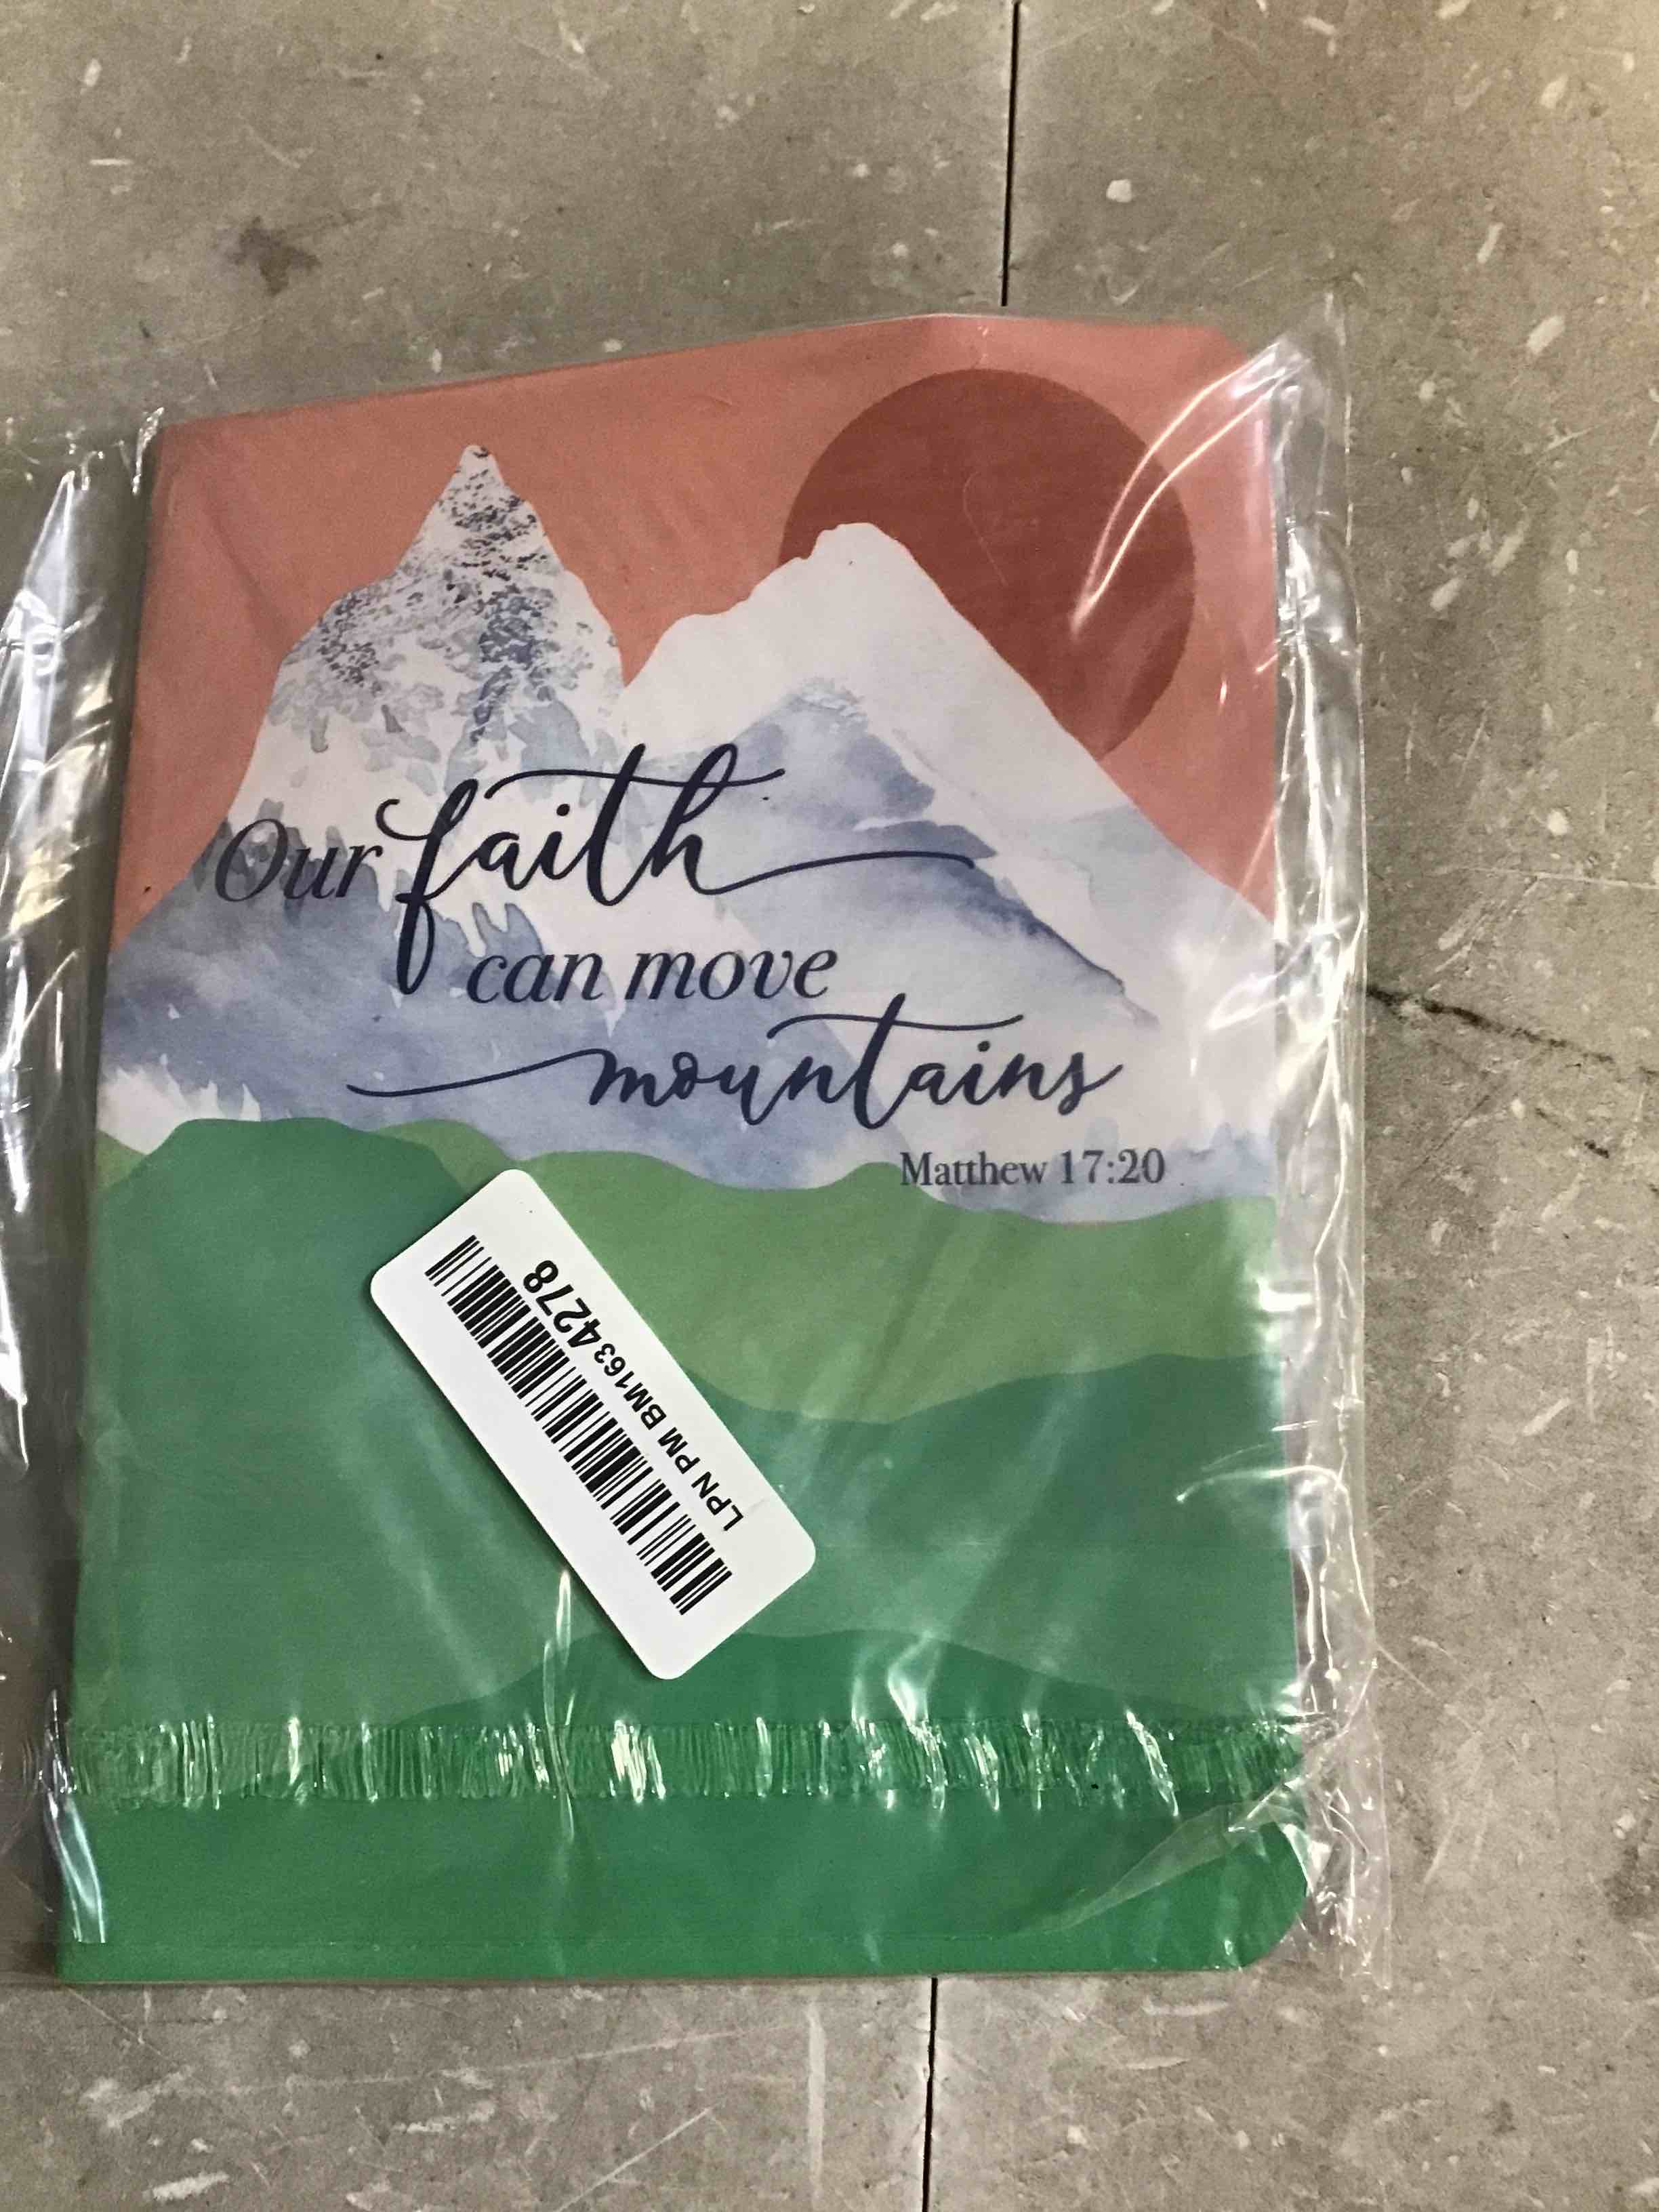 Our faith
can move
mountains
Matthew 17:20
LPN PM BM1634278